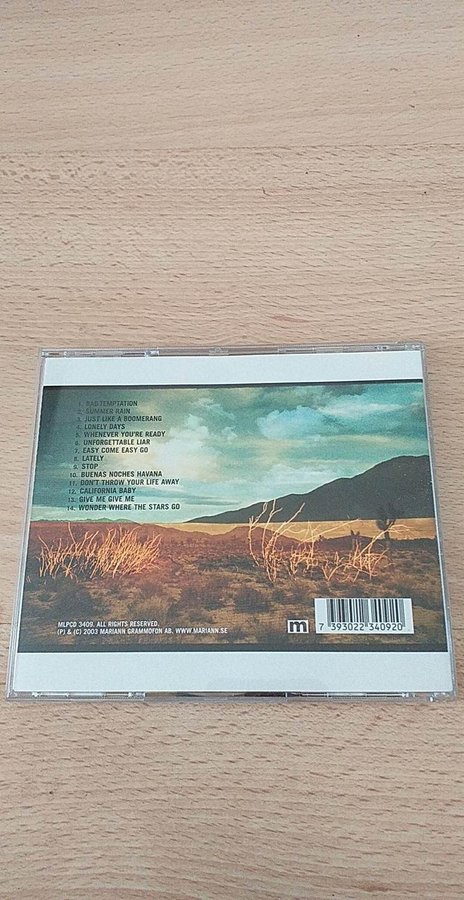 1. BAD TEMPTATION
2. SUMMER RAIN
3. JUST LIKE A BOOMERANG
4. LONELY DAYS
5. WHENEVER YOU'RE READY
6. UNFORGETTABLE LIAR
7. EASY COME EASY GO
8. LATELY
9. STOP
10. BUENAS NOCHES HAVANA
11. DON'T THROW YOUR LIFE AWAY
12. CALIFORNIA BABY
13. GIVE ME GIVE ME
14. WONDER WHERE THE STARS GO
MLPCD 3409. ALL RIGHTS RESERVED.
(P) & (C) 2003 MARIANN GRAMMOFON AB. WWW.MARIANN.SE
m
7 393022 340920